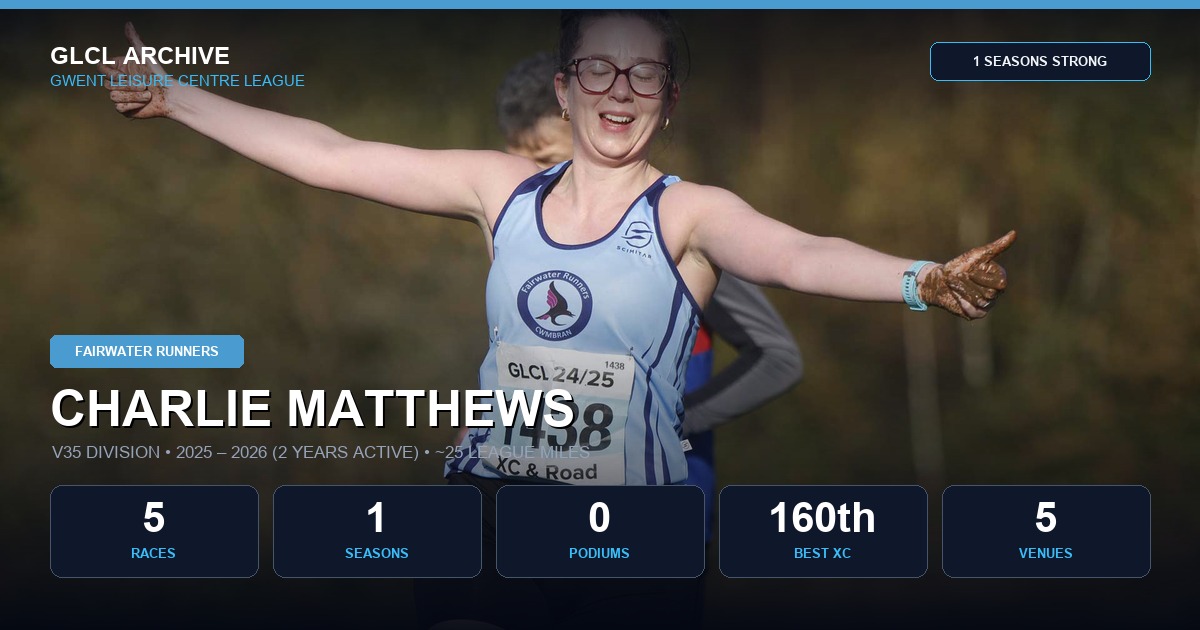 GLCL ARCHIVE
GWENT LEISURE CENTRE LEAGUE
1 SEASONS STRONG
SCIMITAR
Fairwater Runners
CWMBRAN
1438
GLCL 24/25
1438
XC & Road
FAIRWATER RUNNERS
CHARLIE MATTHEWS
V35 DIVISION • 2025 – 2026 (2 YEARS ACTIVE) • ~25 LEAGUE MILES
5
RACES
1
SEASONS
0
PODIUMS
160th
BEST XC
5
VENUES